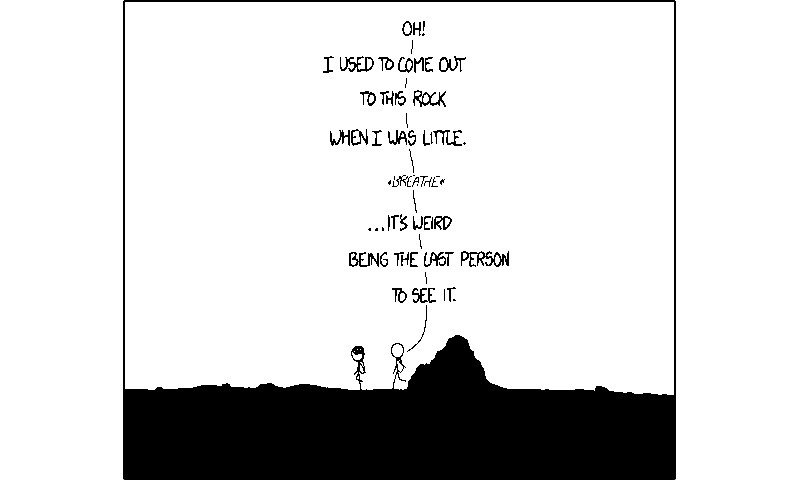 OH!
I USED TO COME OUT
TO THIS ROCK
WHEN I WAS LITTLE.
*BREATHE*
...IT'S WEIRD
BEING THE LAST PERSON
TO SEE IT.